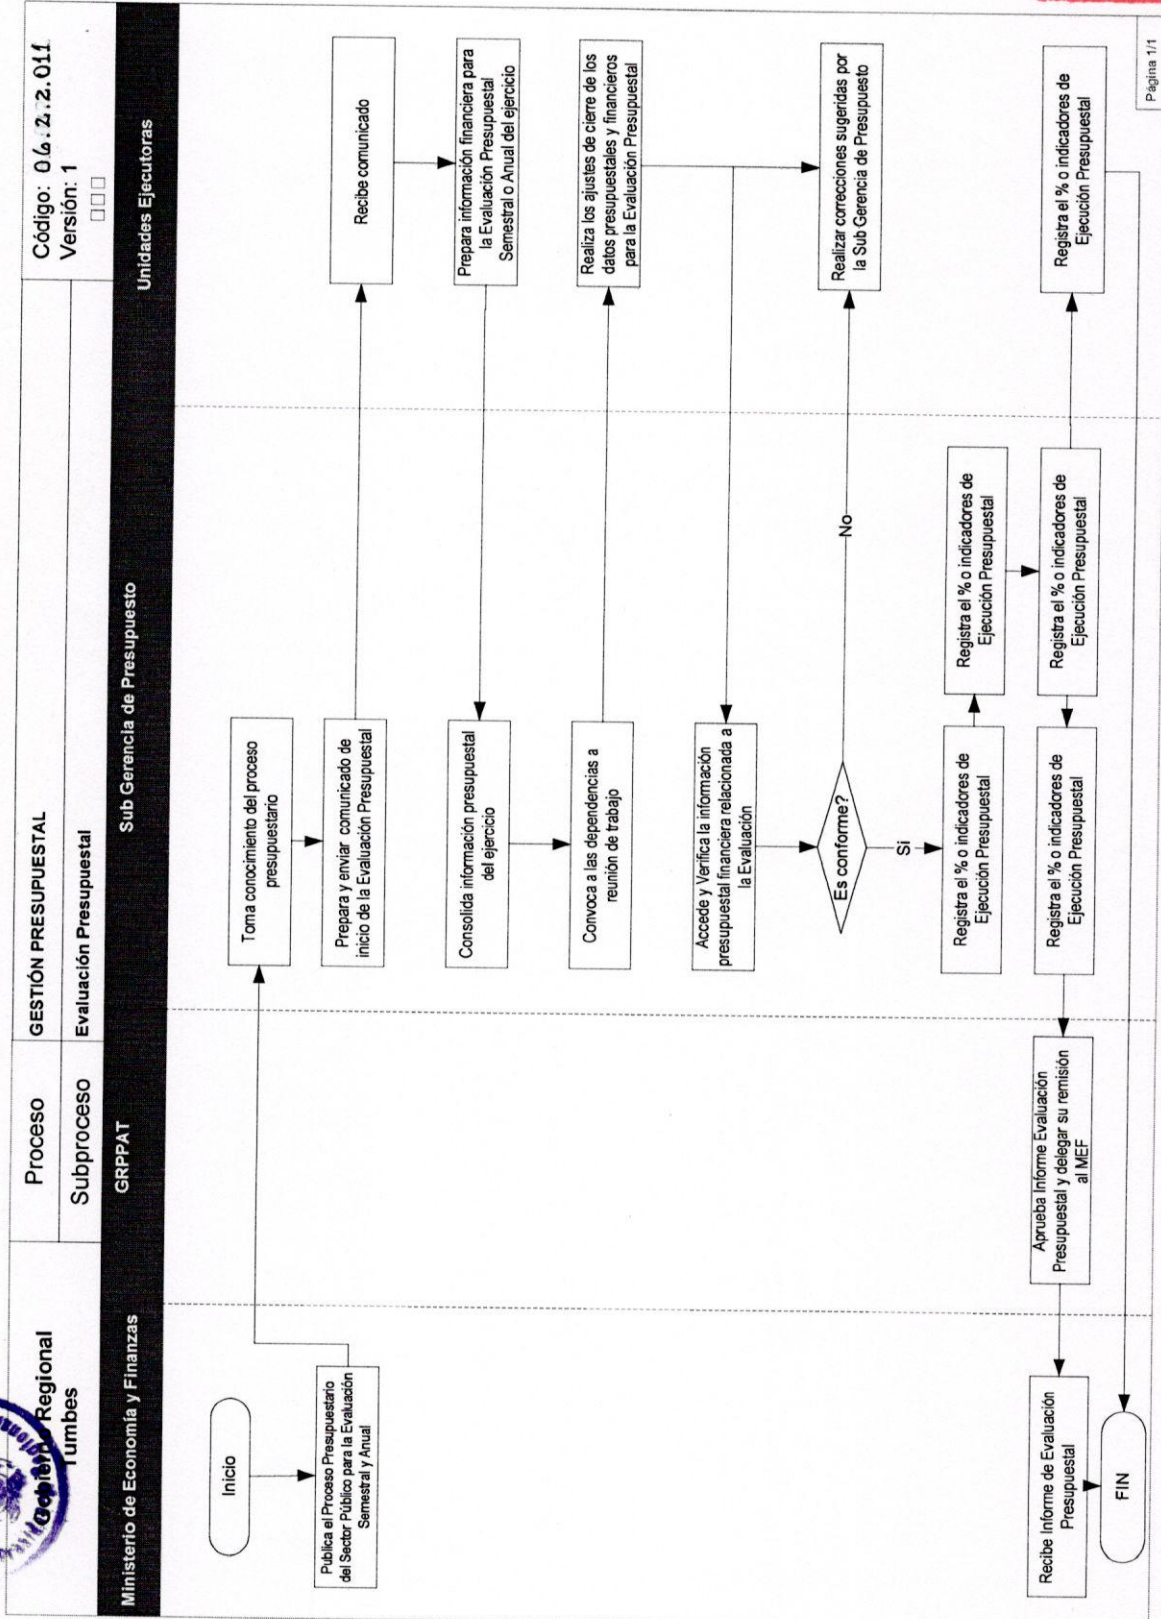 Gobierno Regional
Tumbes
Proceso
GESTIÓN PRESUPUESTAL
Código: 06.2.2.011
Versión: 1
Subproceso
Evaluación Presupuestal
Ministerio de Economía y Finanzas
GRPPAT
Sub Gerencia de Presupuesto
Unidades Ejecutoras
Inicio
Publica el Proceso Presupuestario
del Sector Público para la Evaluación
Semestral y Anual
Toma conocimiento del proceso
presupuestario
Prepara y enviar comunicado de
inicio de la Evaluación Presupuestal
Recibe comunicado
Prepara información financiera para
la Evaluación Presupuestal
Semestral o Anual del ejercicio
Consolida información presupuestal
del ejercicio
Convoca a las dependencias a
reunión de trabajo
Realiza los ajustes de cierre de los
datos presupuestales y financieros
para la Evaluación Presupuestal
Accede y Verifica la información
presupuestal financiera relacionada a
la Evaluación
Es conforme?
No
Realizar correcciones sugeridas por
la Sub Gerencia de Presupuesto
Si
Registra el % o indicadores de
Ejecución Presupuestal
Registra el % o indicadores de
Ejecución Presupuestal
Registra el % o indicadores de
Ejecución Presupuestal
Registra el % o indicadores de
Ejecución Presupuestal
Registra el % o indicadores de
Ejecución Presupuestal
Aprueba Informe Evaluación
Presupuestal y delegar su remisión
al MEF
Recibe Informe de Evaluación
Presupuestal
FIN
Página 1/1